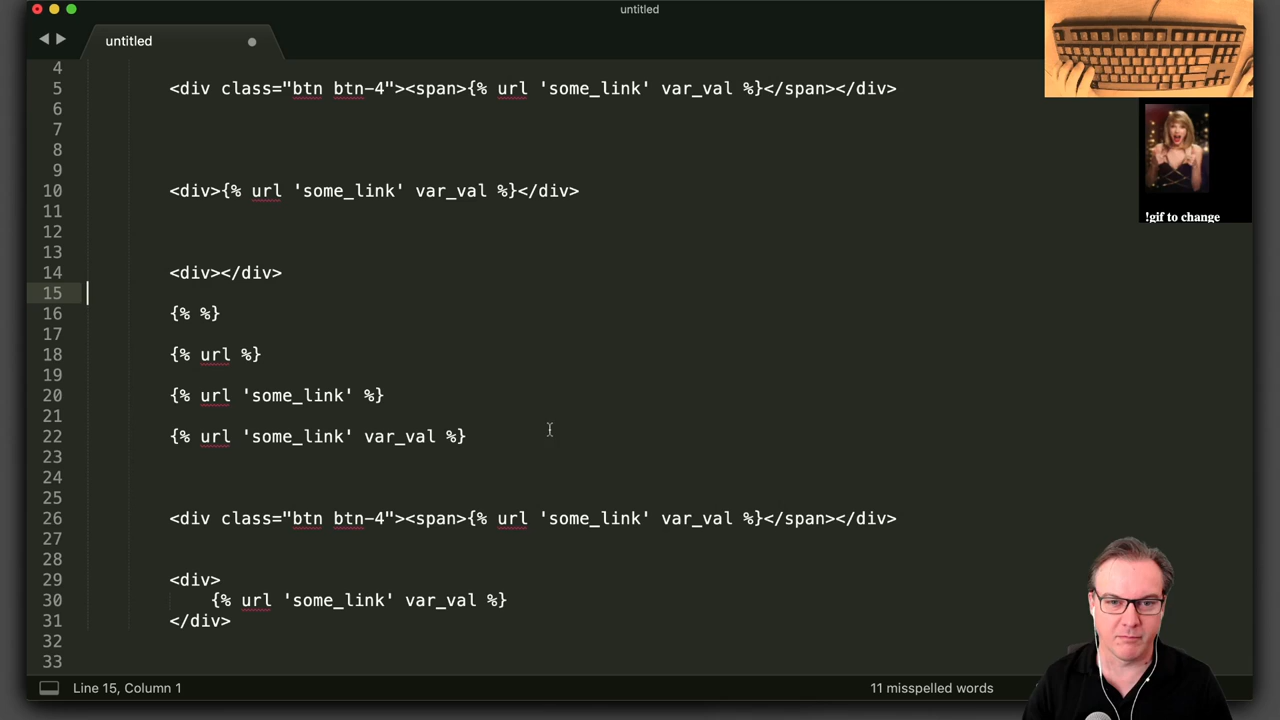 untitled
untitled
4
5 <div class="btn btn-4"><span>{% url 'some_link' var_val %}</span></div>
6
7
8
9
10 <div>{% url 'some_link' var_val %}</div>
11
12
13
14 <div></div>
15
16 {% %}
17
18 {% url %}
19
20 {% url 'some_link' %}
21
22 {% url 'some_link' var_val %}
23
24
25
26 <div class="btn btn-4"><span>{% url 'some_link' var_val %}</span></div>
27
28
29 <div>
30 {% url 'some_link' var_val %}
31 </div>
32
33
!gif to change
Line 15, Column 1
11 misspelled words